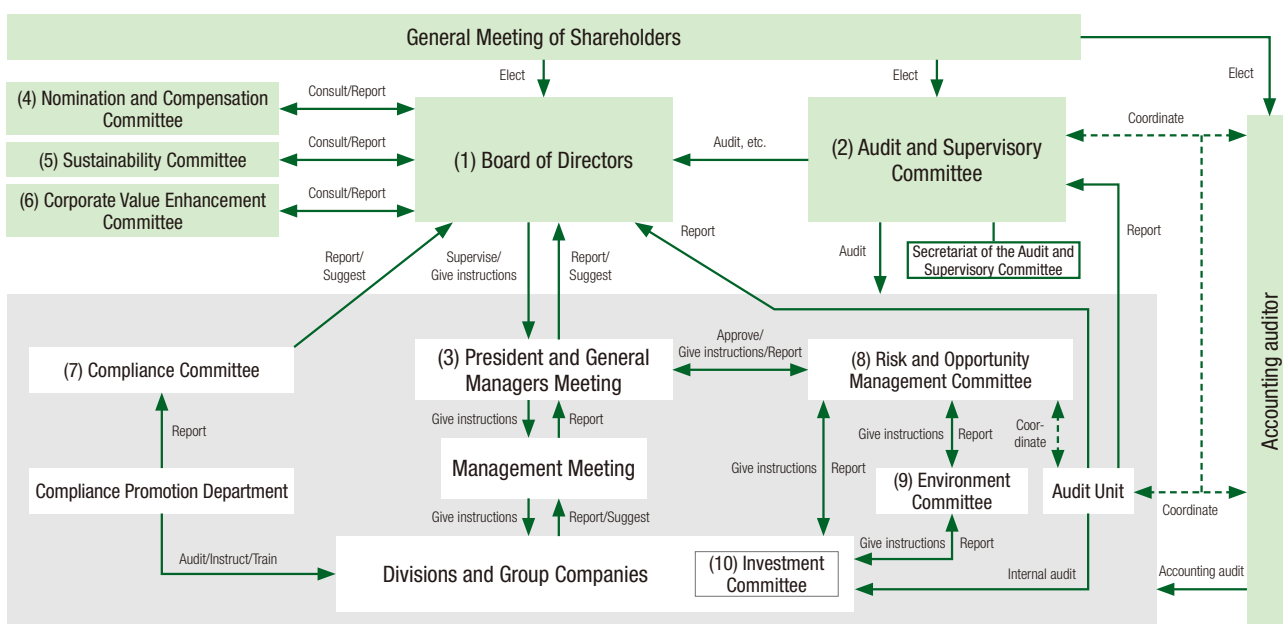 General Meeting of Shareholders
Elect
Elect
Elect
(4) Nomination and Compensation
Committee
Consult/Report
(5) Sustainability Committee
Consult/Report
(6) Corporate Value Enhancement
Committee
Consult/Report
(1) Board of Directors
Audit, etc.
(2) Audit and Supervisory
Committee
Coordinate
Report/
Suggest
Supervise/
Give instructions
Report/
Suggest
Report
Audit
Secretariat of the Audit and
Supervisory Committee
Report
Accounting auditor
(7) Compliance Committee
(3) President and General
Managers Meeting
Approve/
Give instructions/Report
(8) Risk and Opportunity
Management Committee
Report
Give instructions
Report
Give instructions
Report
Coor-
dinate
Compliance Promotion Department
Management Meeting
Give instructions
Report
(9) Environment
Committee
Audit Unit
Coordinate
Give instructions
Report/Suggest
Give instructions
Report
Audit/Instruct/Train
Divisions and Group Companies
(10) Investment
Committee
Internal audit
Accounting audit